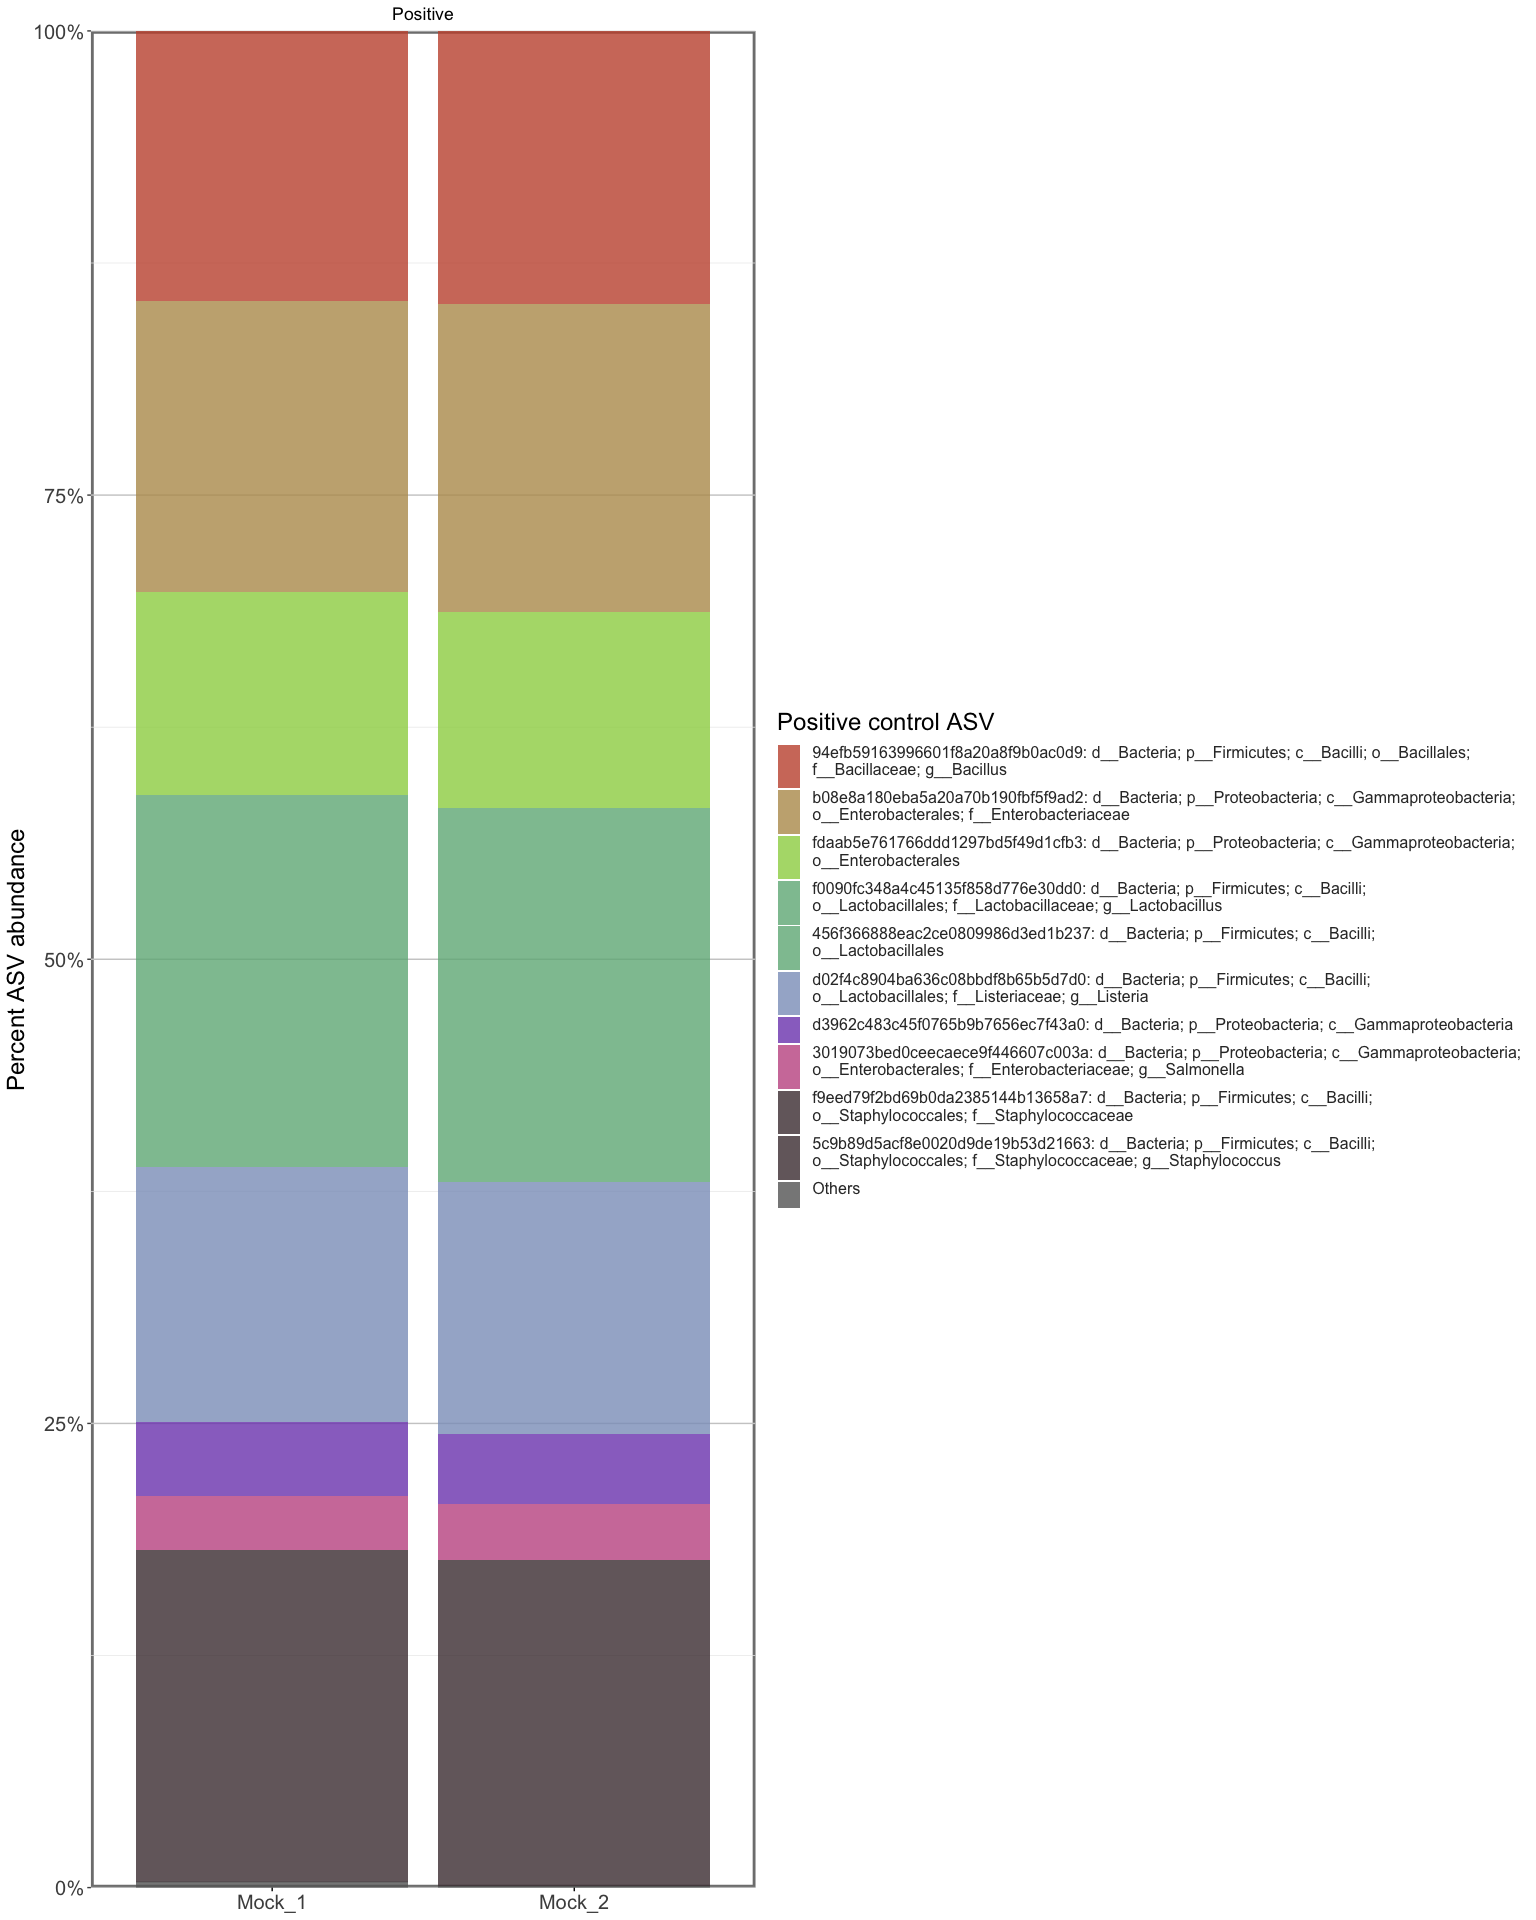 Positive
100%
75%
50%
25%
0%
Percent ASV abundance
Mock_1
Mock_2
Positive control ASV
94efb59163996601f8a20a8f9b0ac0d9: d__Bacteria; p__Firmicutes; c__Bacilli; o__Bacillales;
f__Bacillaceae; g__Bacillus
b08e8a180eba5a20a70b190fbf5f9ad2: d__Bacteria; p__Proteobacteria; c__Gammaproteobacteria;
o__Enterobacterales; f__Enterobacteriaceae
fdaab5e761766ddd1297bd5f49d1cfb3: d__Bacteria; p__Proteobacteria; c__Gammaproteobacteria;
o__Enterobacterales
f0090fc348a4c45135f858d776e30dd0: d__Bacteria; p__Firmicutes; c__Bacilli;
o__Lactobacillales; f__Lactobacillaceae; g__Lactobacillus
456f366888eac2ce0809986d3ed1b237: d__Bacteria; p__Firmicutes; c__Bacilli;
o__Lactobacillales
d02f4c8904ba636c08bbdf8b65b5d7d0: d__Bacteria; p__Firmicutes; c__Bacilli;
o__Lactobacillales; f__Listeriaceae; g__Listeria
d3962c483c45f0765b9b7656ec7f43a0: d__Bacteria; p__Proteobacteria; c__Gammaproteobacteria
3019073bed0ceecaece9f446607c003a: d__Bacteria; p__Proteobacteria; c__Gammaproteobacteria;
o__Enterobacterales; f__Enterobacteriaceae; g__Salmonella
f9eed79f2bd69b0da2385144b13658a7: d__Bacteria; p__Firmicutes; c__Bacilli;
o__Staphylococcales; f__Staphylococcaceae
5c9b89d5acf8e0020d9de19b53d21663: d__Bacteria; p__Firmicutes; c__Bacilli;
o__Staphylococcales; f__Staphylococcaceae; g__Staphylococcus
Others